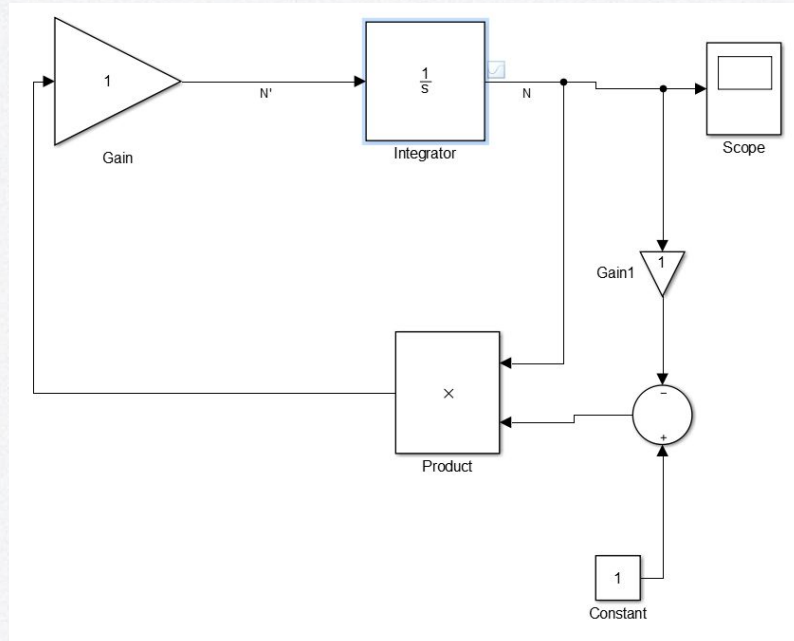 1
Gain
N'
1
s
Integrator
N
Scope
1
Gain1
×
Product
−
+
1
Constant